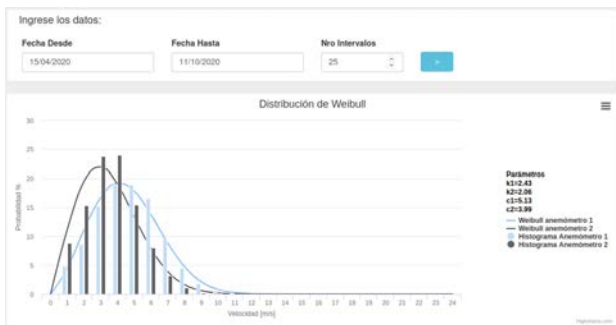 Ingrese los datos:
Fecha Desde Fecha Hasta Nro Intervalos
15/04/2020 11/10/2020 25 >
Distribución de Weibull
30
25
20
15
10
5
0
Probabilidad %
0 1 2 3 4 5 6 7 8 9 10 11 12 13 14 15 16 17 18 19 20 21 22 23 24
Velocidad [m/s]
Parámetros
k1=2.43
k2=2.06
c1=5.13
c2=3.99
Weibull anemómetro 1
Weibull anemómetro 2
Histograma Anemómetro 1
Histograma Anemómetro 2
Highcharts.com